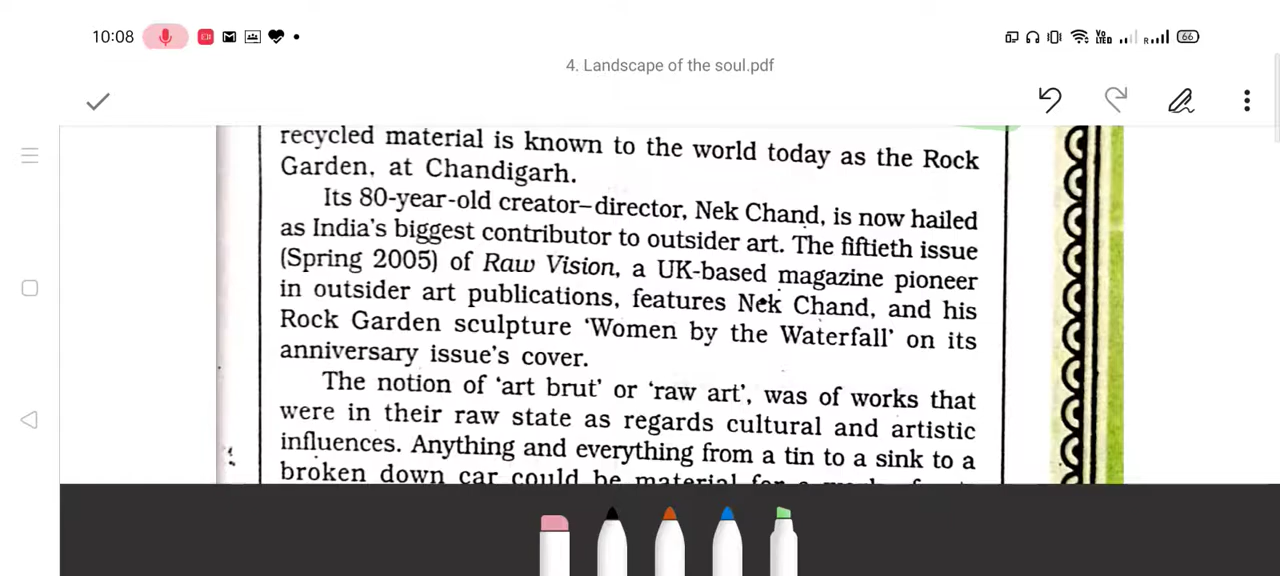 10:08
Vo LTED
R
66
4. Landscape of the soul.pdf
recycled material is known to the world today as the Rock
Garden, at Chandigarh.
Its 80-year-old creator–director, Nek Chand, is now hailed
as India's biggest contributor to outsider art. The fiftieth issue
(Spring 2005) of Raw Vision, a UK-based magazine pioneer
in outsider art publications, features Nek Chand, and his
Rock Garden sculpture 'Women by the Waterfall' on its
anniversary issue's cover.
The notion of 'art brut' or 'raw art', was of works that
were in their raw state as regards cultural and artistic
influences. Anything and everything from a tin to a sink to a
broken down car could be material for a